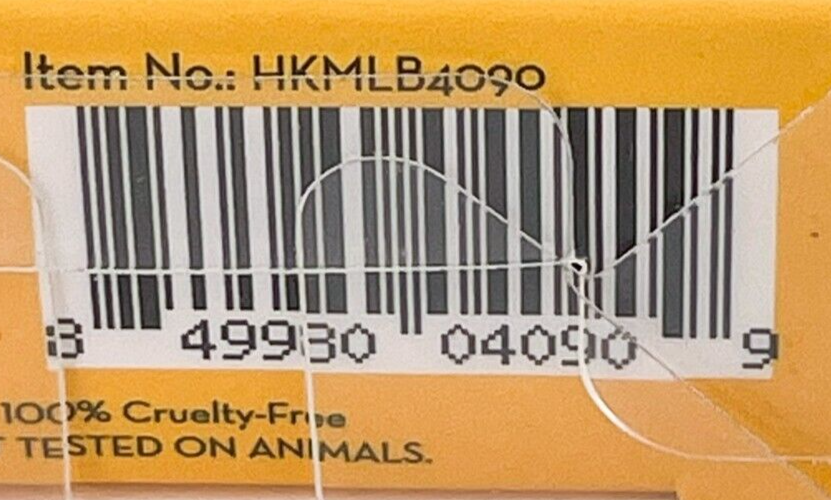 Item No.: HKMLB4090
8 49930 04090 9
100% Cruelty-Free
TESTED ON ANIMALS.